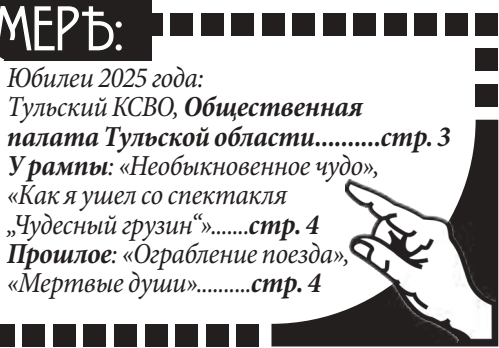 МЕРѢ:
Юбилеи 2025 года:
Тульский КСВО, Общественная
палата Тульской области..........стр. 3
У рампы: «Необыкновенное чудо»,
«Как я ушел со спектакля
„Чудесный грузин“».......стр. 4
Прошлое: «Ограбление поезда»,
«Мертвые души»..........стр. 4